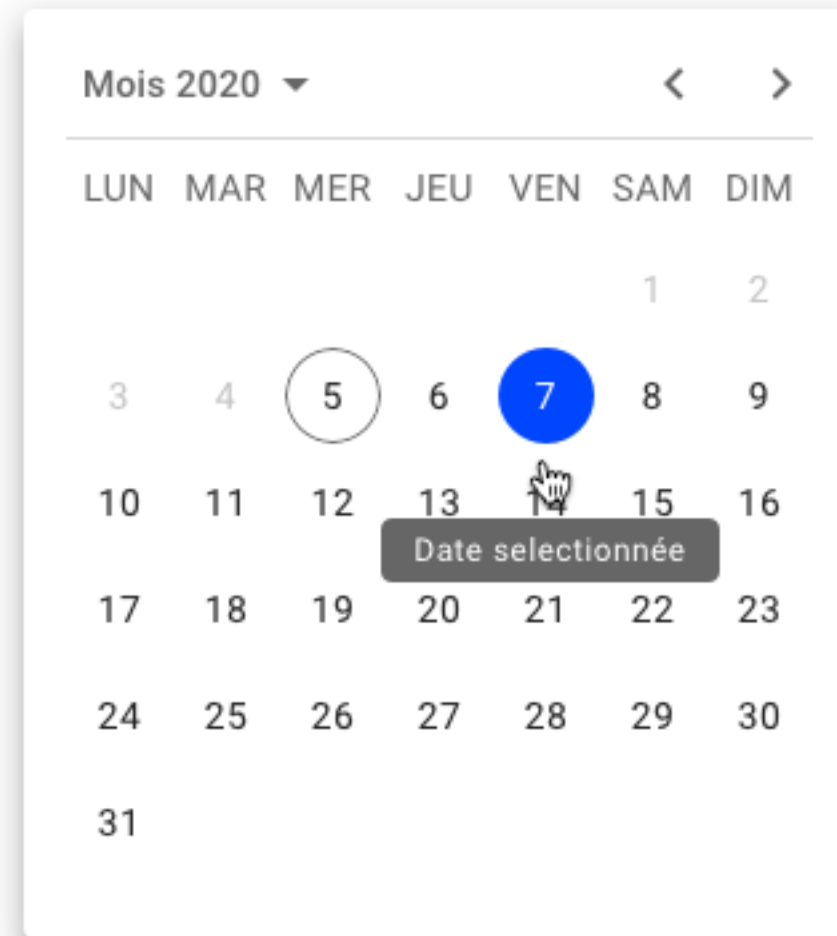 Mois 2020
LUN MAR MER JEU VEN SAM DIM
1 2
3 4 5 6 7 8 9
10 11 12 13 14 15 16
Date selectionnée
17 18 19 20 21 22 23
24 25 26 27 28 29 30
31